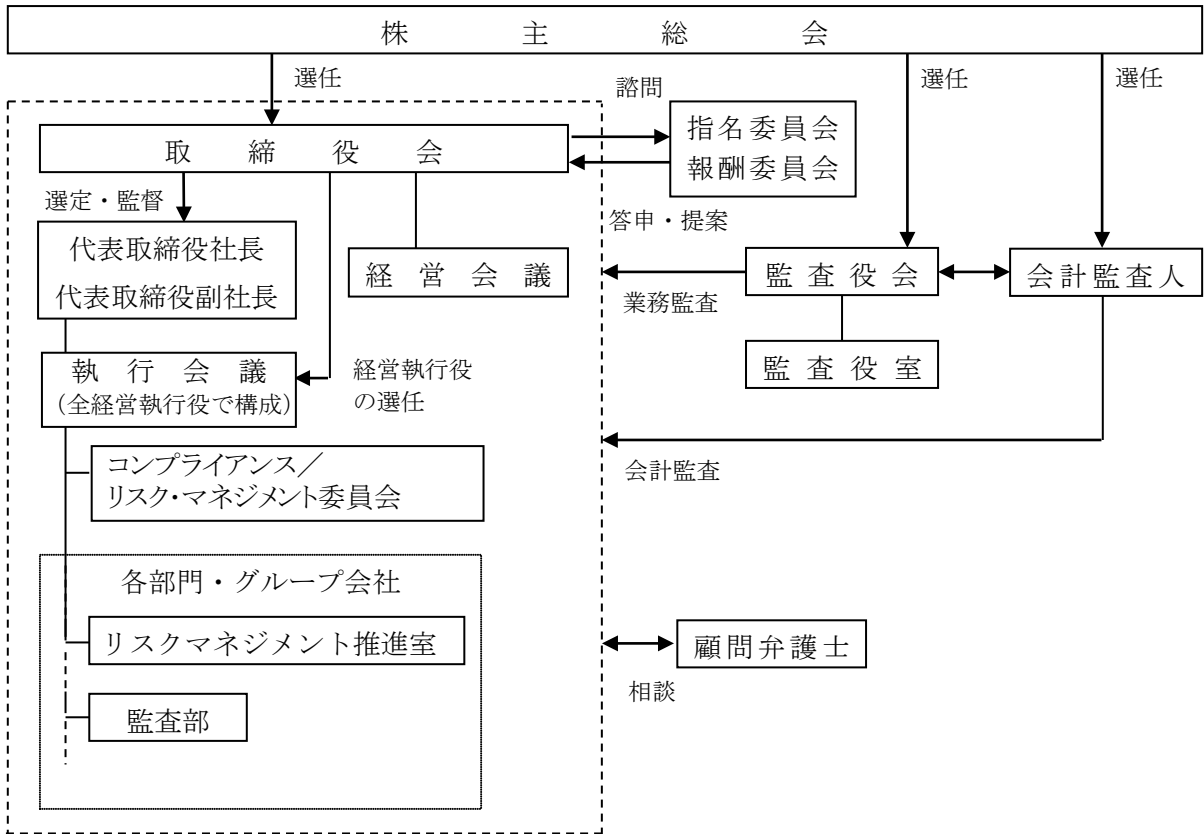 株主総会
選任
選任
選任
諮問
取締役会
指名委員会
報酬委員会
選定・監督
答申・提案
代表取締役社長
代表取締役副社長
経営会議
監査役会
会計監査人
業務監査
監査役室
執行会議
(全経営執行役で構成)
経営執行役
の選任
コンプライアンス／
リスク・マネジメント委員会
会計監査
各部門・グループ会社
リスクマネジメント推進室
顧問弁護士
相談
監査部